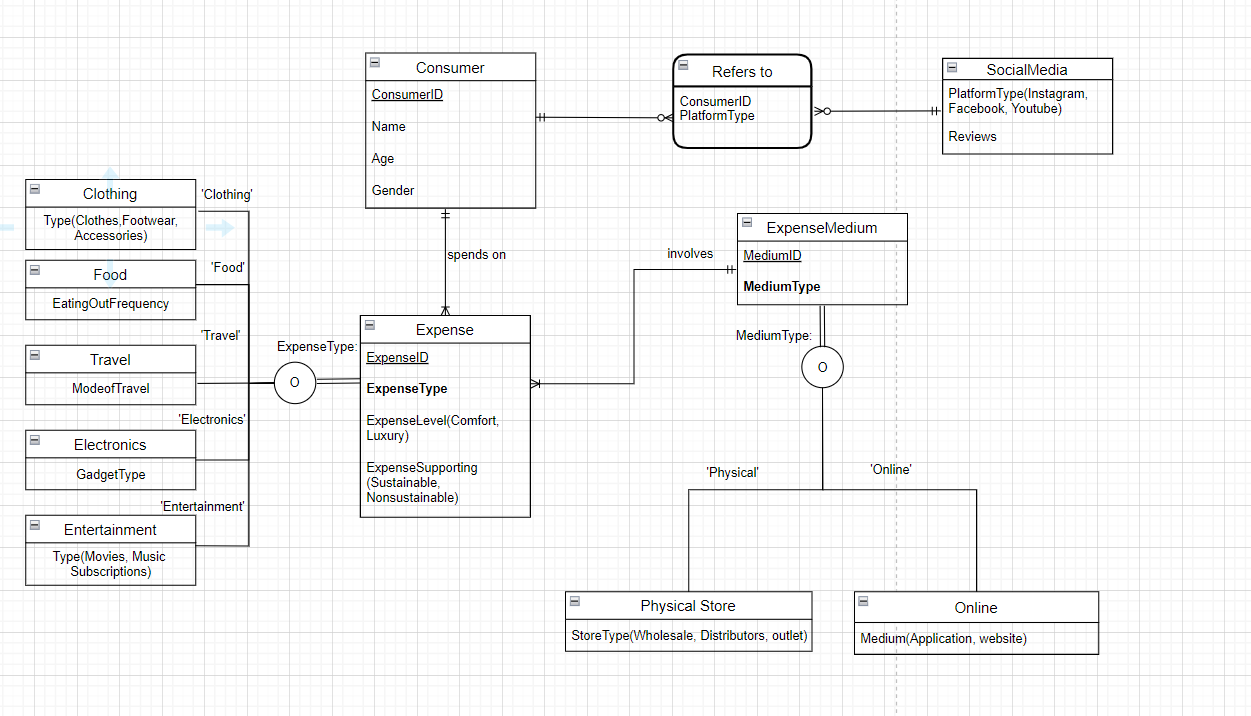 Consumer
ConsumerID
Name
Age
Gender
Refers to
ConsumerID
PlatformType
SocialMedia
PlatformType(Instagram,
Facebook, Youtube)
Reviews
Clothing
Type(Clothes,Footwear,
Accessories)
'Clothing'
Food
EatingOutFrequency
'Food'
Travel
ModeofTravel
'Travel'
Electronics
GadgetType
'Electronics'
Entertainment
Type(Movies, Music
Subscriptions)
'Entertainment'
spends on
ExpenseType:
O
Expense
ExpenseID
ExpenseType
ExpenseLevel(Comfort,
Luxury)
ExpenseSupporting
(Sustainable,
Nonsustainable)
involves
ExpenseMedium
MediumID
MediumType
MediumType:
O
'Physical'
'Online'
Physical Store
StoreType(Wholesale, Distributors, outlet)
Online
Medium(Application, website)